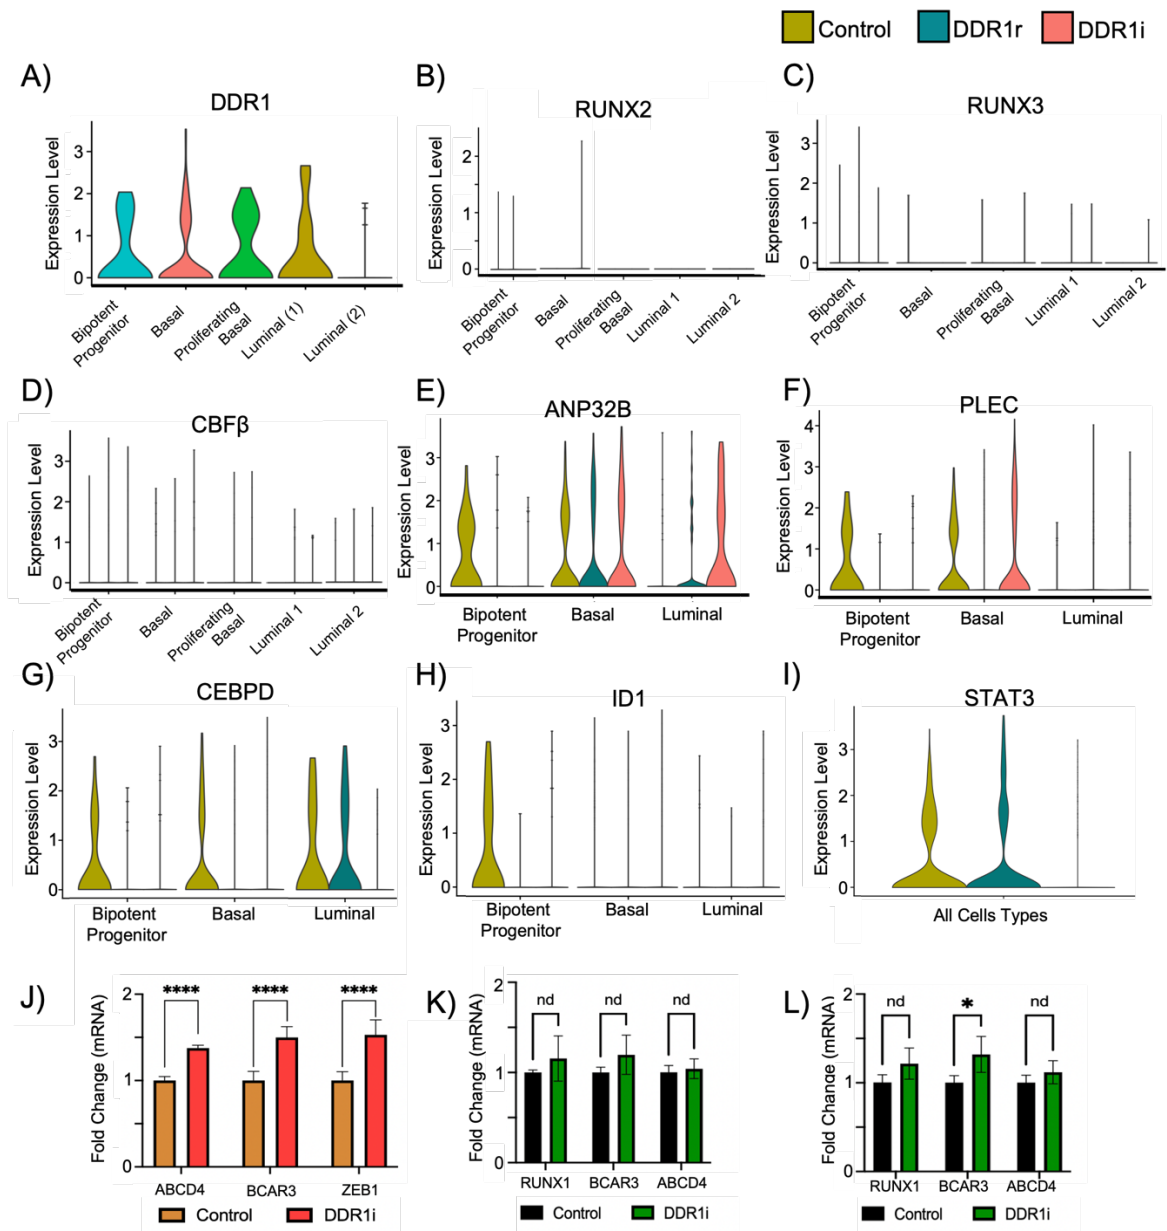 Control DDR1r DDR1i
A)
DDR1
Expression Level
3
2
1
0
Bipotent
Progenitor
Basal
Proliferating
Basal
Luminal (1)
Luminal (2)
B)
RUNX2
Expression Level
2
1
0
Bipotent
Progenitor
Basal
Proliferating
Basal
Luminal 1
Luminal 2
C)
RUNX3
Expression Level
3
2
1
0
Bipotent
Progenitor
Basal
Proliferating
Basal
Luminal 1
Luminal 2
D)
CBFβ
Expression Level
3
2
1
0
Bipotent
Progenitor
Basal
Proliferating
Basal
Luminal 1
Luminal 2
E)
ANP32B
Expression Level
3
2
1
0
Bipotent
Progenitor
Basal
Luminal
F)
PLEC
Expression Level
4
3
2
1
0
Bipotent
Progenitor
Basal
Luminal
G)
CEBPD
Expression Level
3
2
1
0
Bipotent
Progenitor
Basal
Luminal
H)
ID1
Expression Level
3
2
1
0
Bipotent
Progenitor
Basal
Luminal
I)
STAT3
Expression Level
3
2
1
0
All Cells Types
J)
Fold Change (mRNA)
2
1
0
**** **** ****
ABCD4 BCAR3 ZEB1
Control DDR1i
K)
Fold Change (mRNA)
2
1
0
nd nd nd
RUNX1 BCAR3 ABCD4
Control DDR1i
L)
Fold Change (mRNA)
2
1
0
nd * nd
RUNX1 BCAR3 ABCD4
Control DDR1i